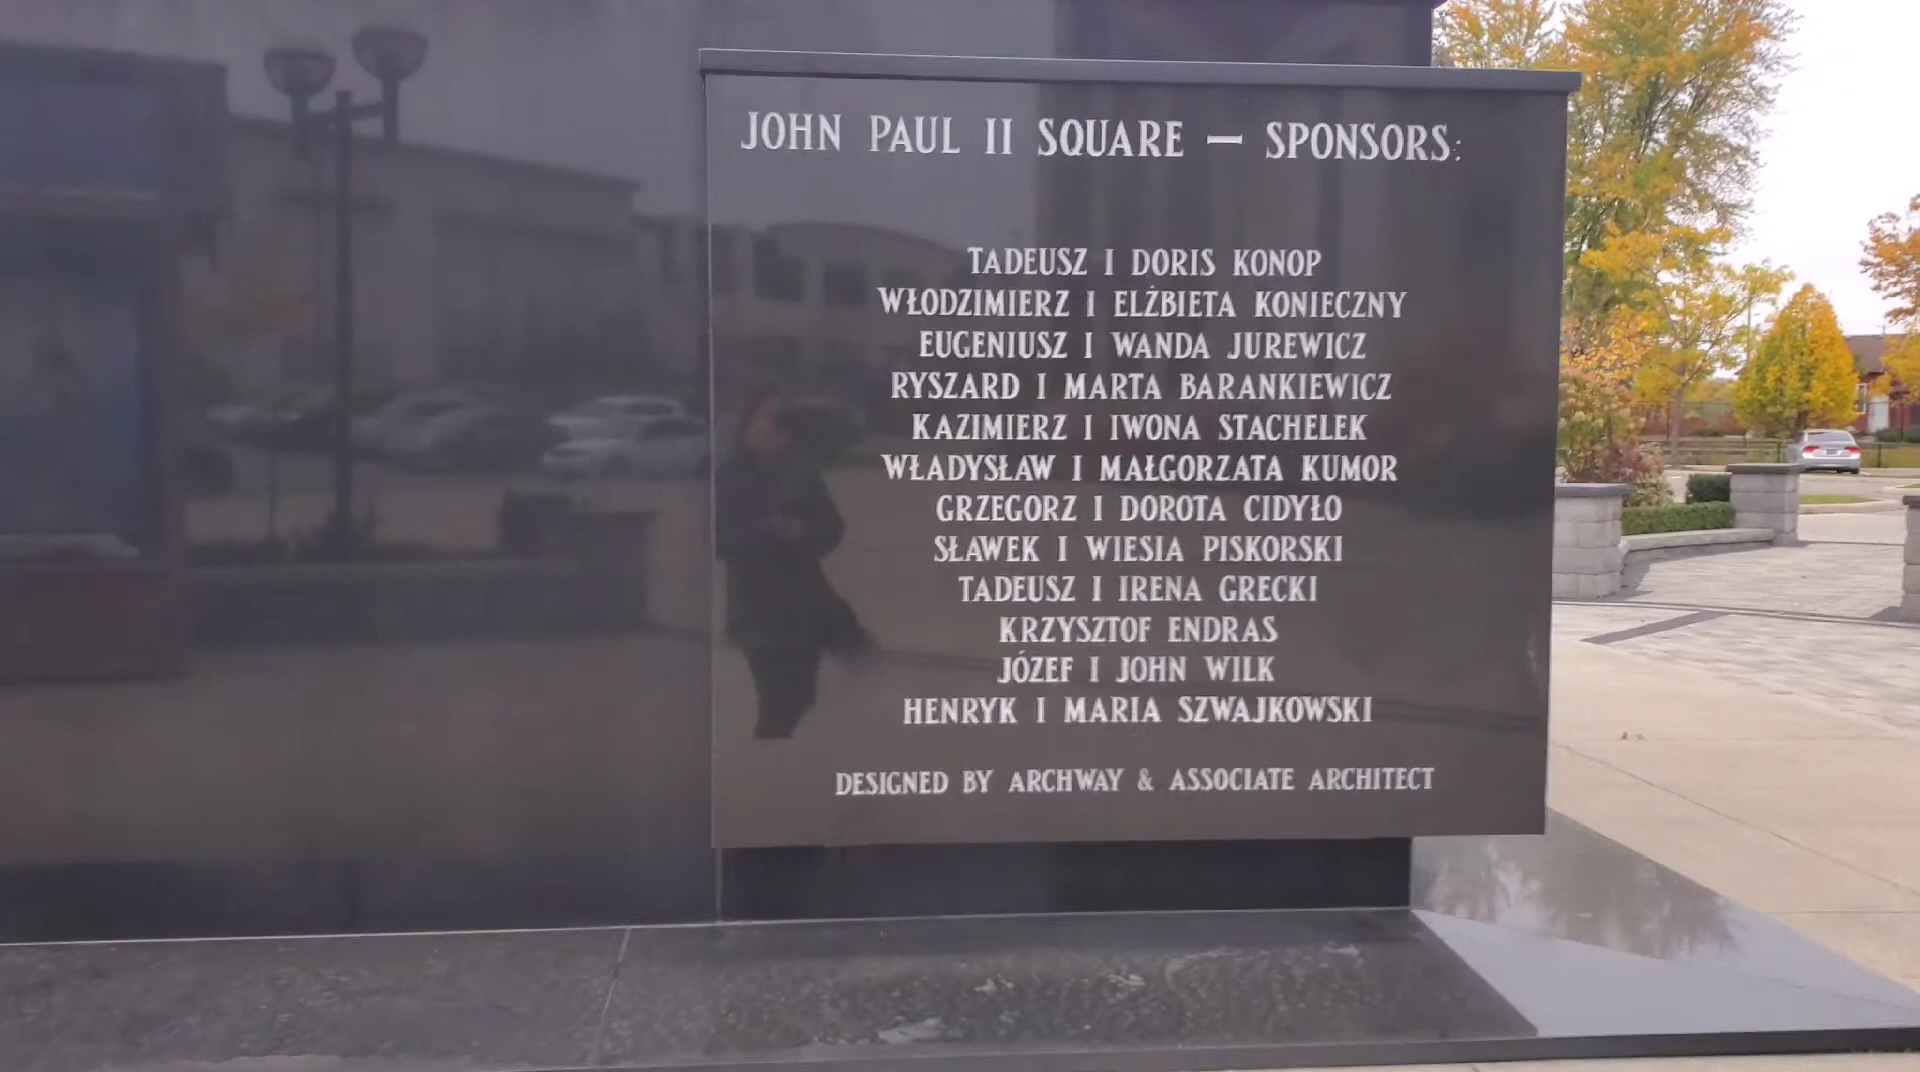 JOHN PAUL II SQUARE — SPONSORS:
TADEUSZ I DORIS KONOP
WŁODZIMIERZ I ELŻBIETA KONIECZNY
EUGENIUSZ I WANDA JUREWICZ
RYSZARD I MARTA BARANKIEWICZ
KAZIMIERZ I IWONA STACHELEK
WŁADYSŁAW I MAŁGORZATA KUMOR
GRZEGORZ I DOROTA CIDYŁO
SŁAWEK I WIESIA PISKORSKI
TADEUSZ I IRENA GRECKI
KRZYSZTOF ENDRAS
JÓZEF I JOHN WILK
HENRYK I MARIA SZWAJKOWSKI
DESIGNED BY ARCHWAY & ASSOCIATE ARCHITECT